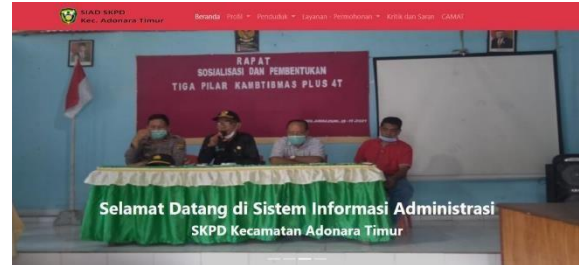 SIAD SKPD
Kec. Adonara Timur
Beranda Profil Penduduk Layanan - Permohonan Kritik dan Saran CAMAT
RAPAT
SOSIALISASI DAN PEMBENTUKAN
TIGA PILAR KAMBTIBMAS PLUS 4T
Selamat Datang di Sistem Informasi Administrasi
SKPD Kecamatan Adonara Timur